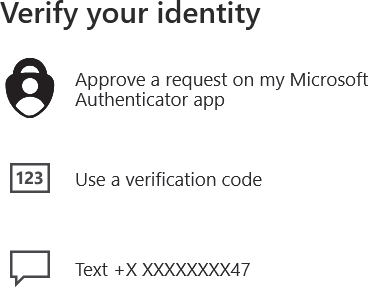 Verify your identity
Approve a request on my Microsoft
Authenticator app
123
Use a verification code
Text +X XXXXXXXX47